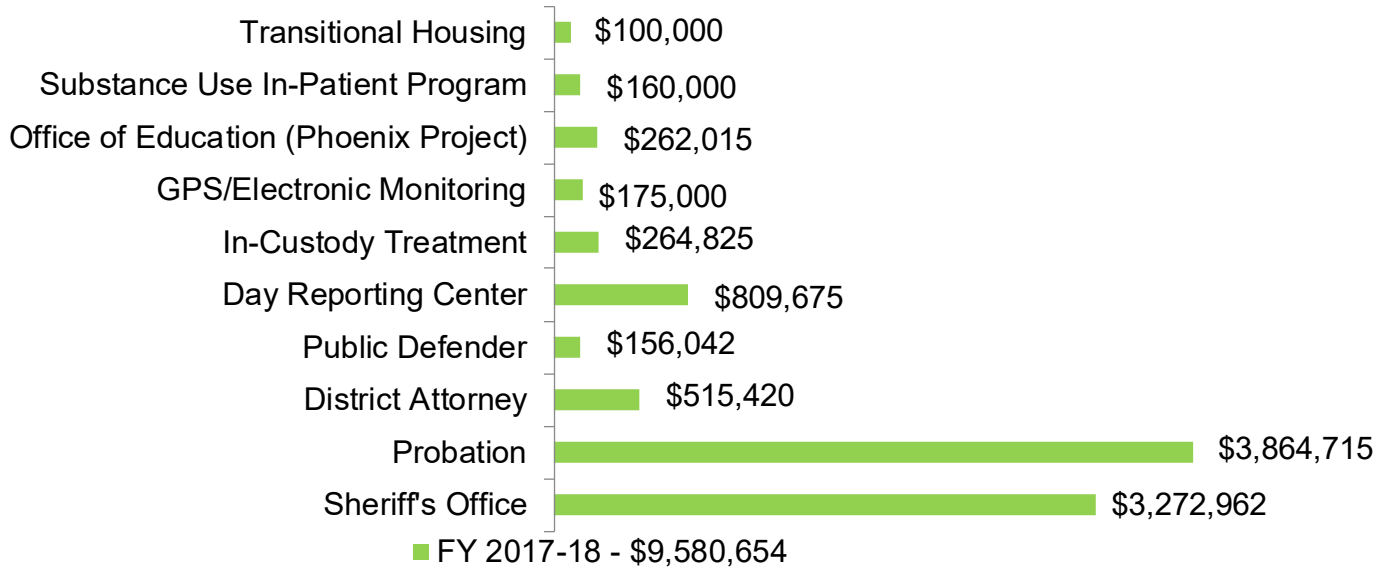 Transitional Housing $100,000
Substance Use In-Patient Program $160,000
Office of Education (Phoenix Project) $262,015
GPS/Electronic Monitoring $175,000
In-Custody Treatment $264,825
Day Reporting Center $809,675
Public Defender $156,042
District Attorney $515,420
Probation $3,864,715
Sheriff's Office $3,272,962
FY 2017-18 - $9,580,654